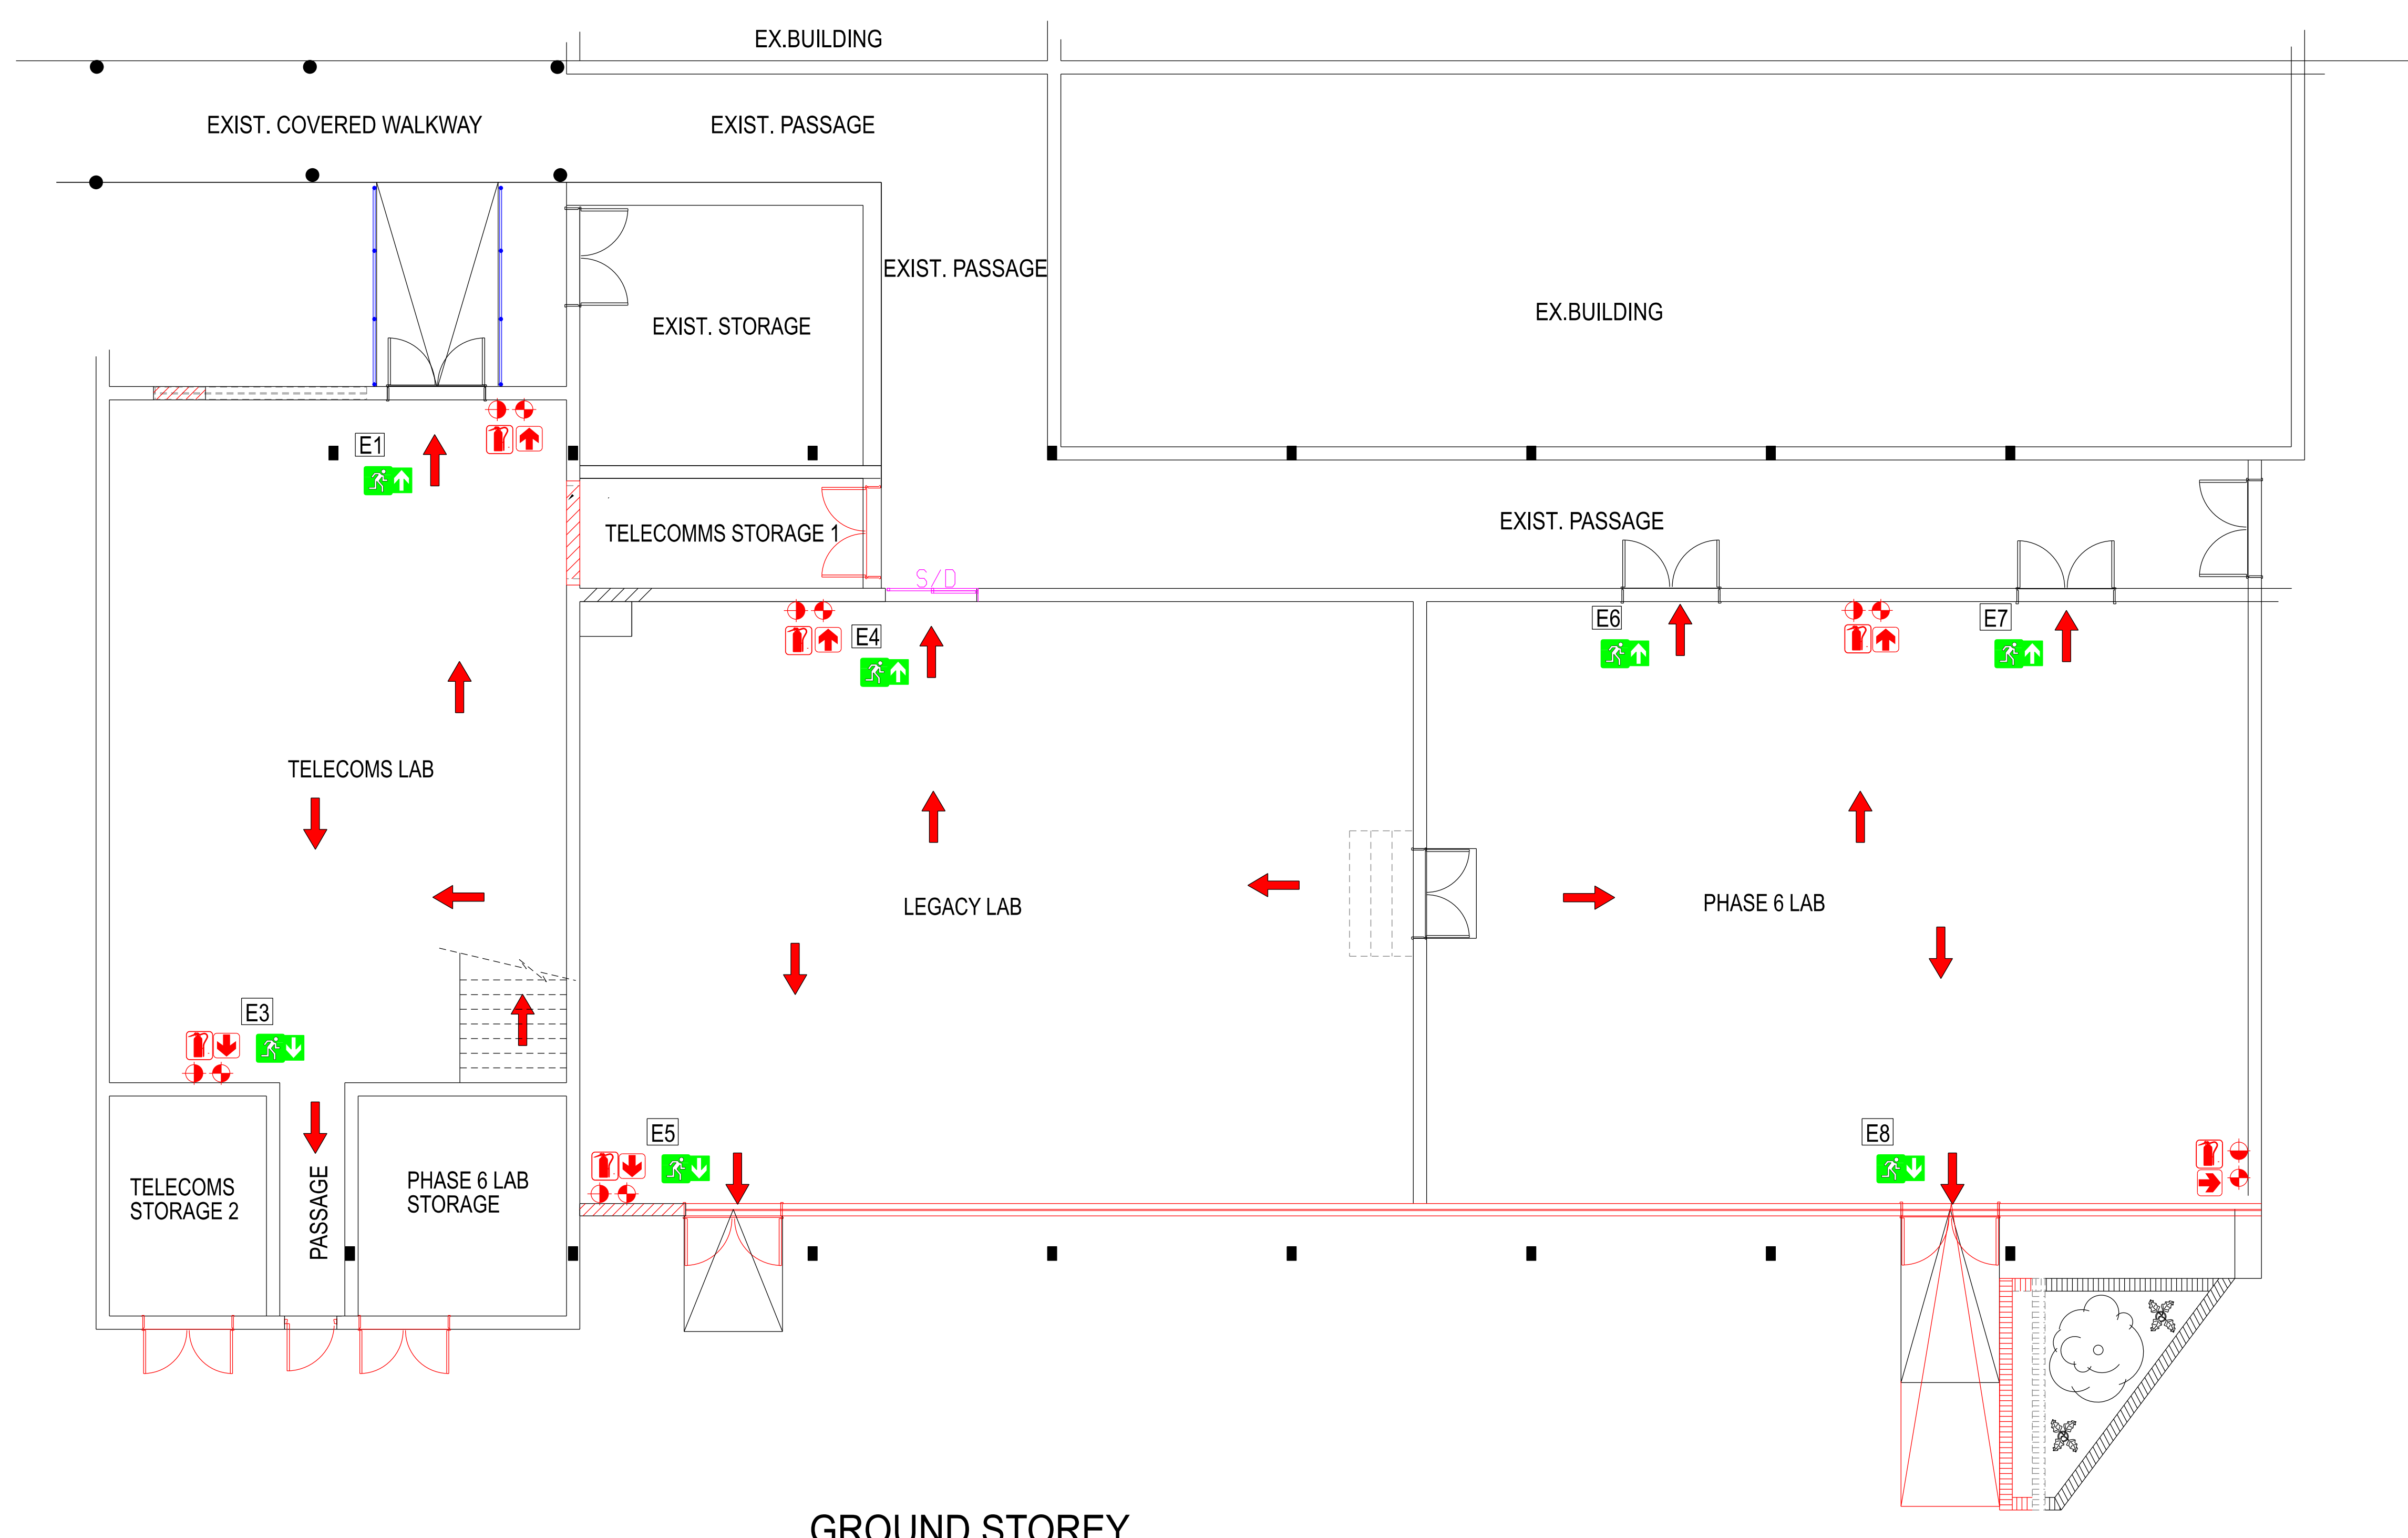 EX.BUILDING
EXIST. COVERED WALKWAY
EXIST. PASSAGE
EXIST. PASSAGE
EX.BUILDING
EXIST. STORAGE
E1
TELECOMMS STORAGE 1
EXIST. PASSAGE
S/D
E4
E6
E7
TELECOMS LAB
LEGACY LAB
PHASE 6 LAB
E3
E5
E8
TELECOMS
STORAGE 2
PASSAGE
PHASE 6 LAB
STORAGE
GROUND STOREY